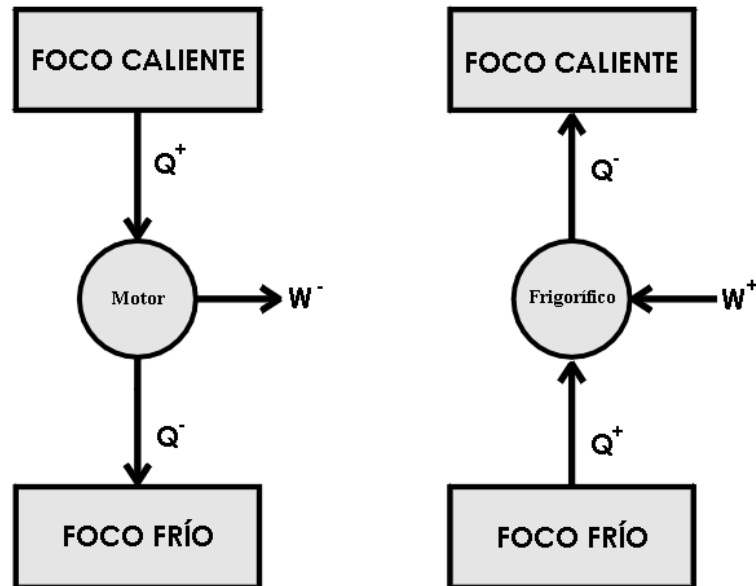 FOCO CALIENTE
Q+
Motor
W-
Q-
FOCO FRÍO
FOCO CALIENTE
Q-
Frigorífico
W+
Q+
FOCO FRÍO